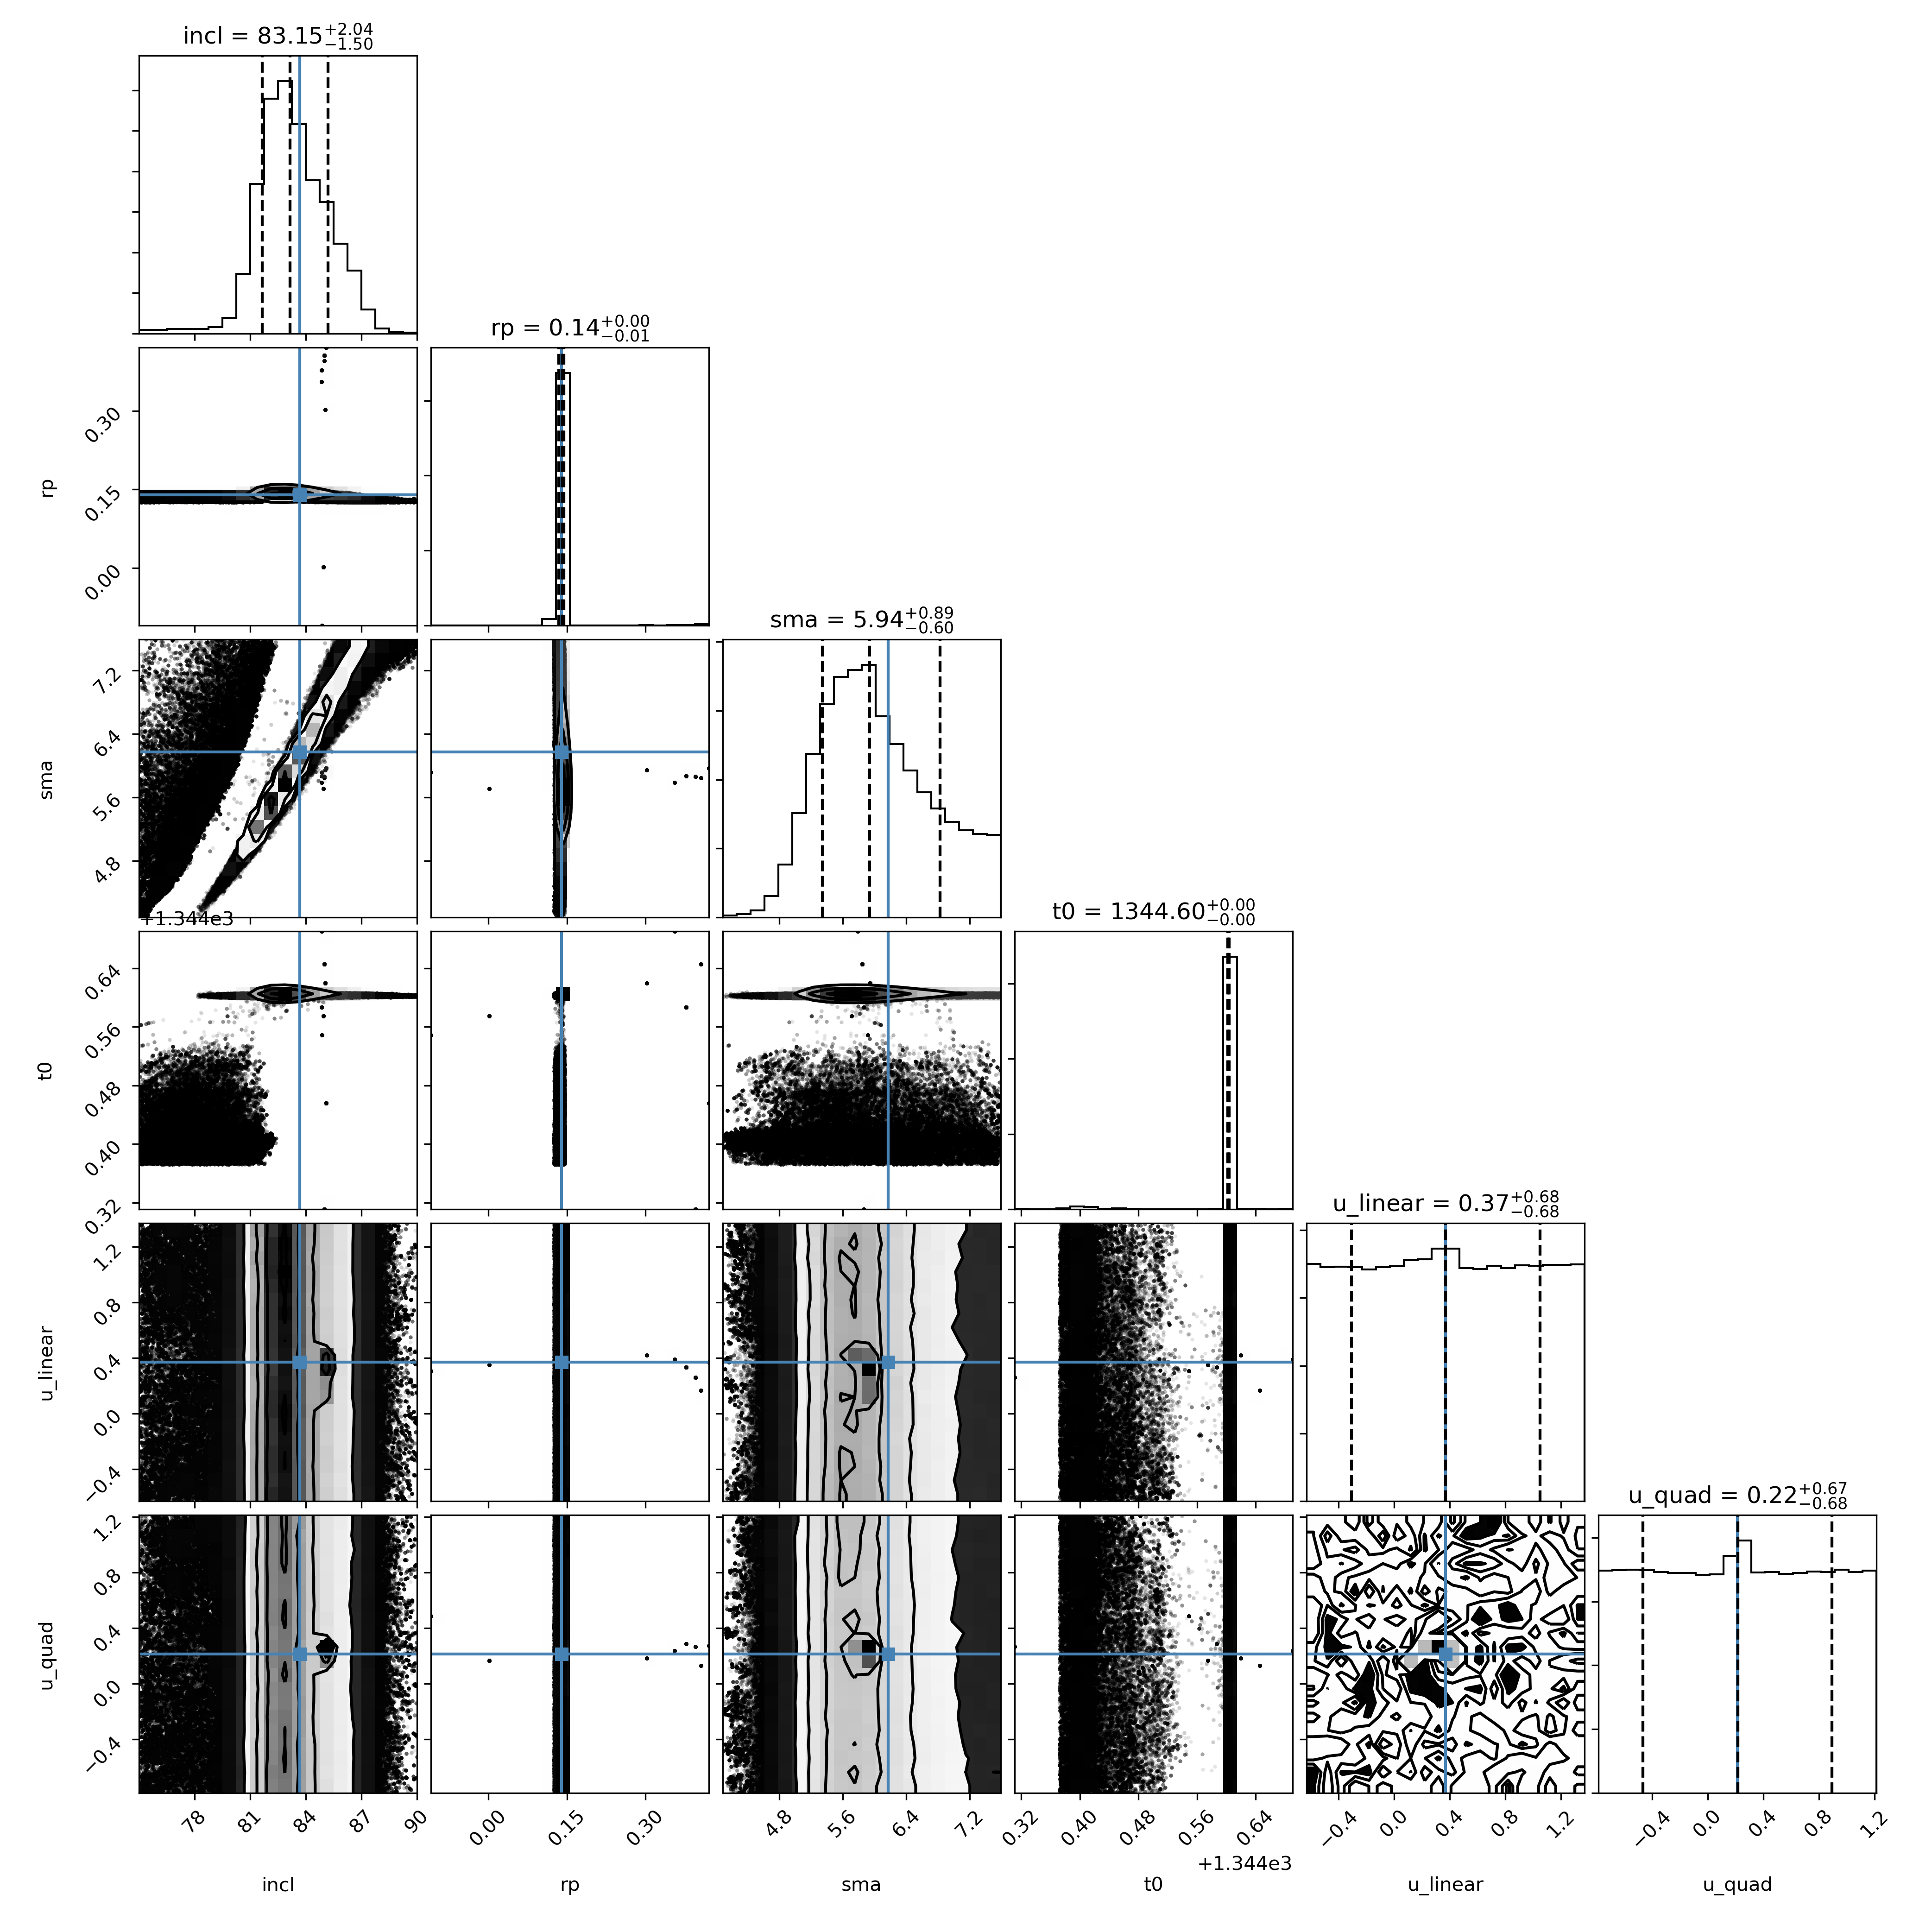 incl = 83.15 +2.04 −1.50
rp = 0.14 +0.00 −0.01
0.30
0.15
0.00
rp
sma = 5.94 +0.89 −0.60
7.2
6.4
5.6
4.8
sma
+1.344e3
t0 = 1344.60 +0.00 −0.00
0.64
0.56
0.48
0.40
0.32
t0
u_linear = 0.37 +0.68 −0.68
1.2
0.8
0.4
0.0
−0.4
u_linear
u_quad = 0.22 +0.67 −0.68
1.2
0.8
0.4
0.0
−0.4
u_quad
78 81 84 87 90 0.00 0.15 0.30 4.8 5.6 6.4 7.2 0.32 0.40 0.48 0.56 0.64 −0.4 0.0 0.4 0.8 1.2 −0.4 0.0 0.4 0.8 1.2
+1.344e3
incl rp sma t0 u_linear u_quad